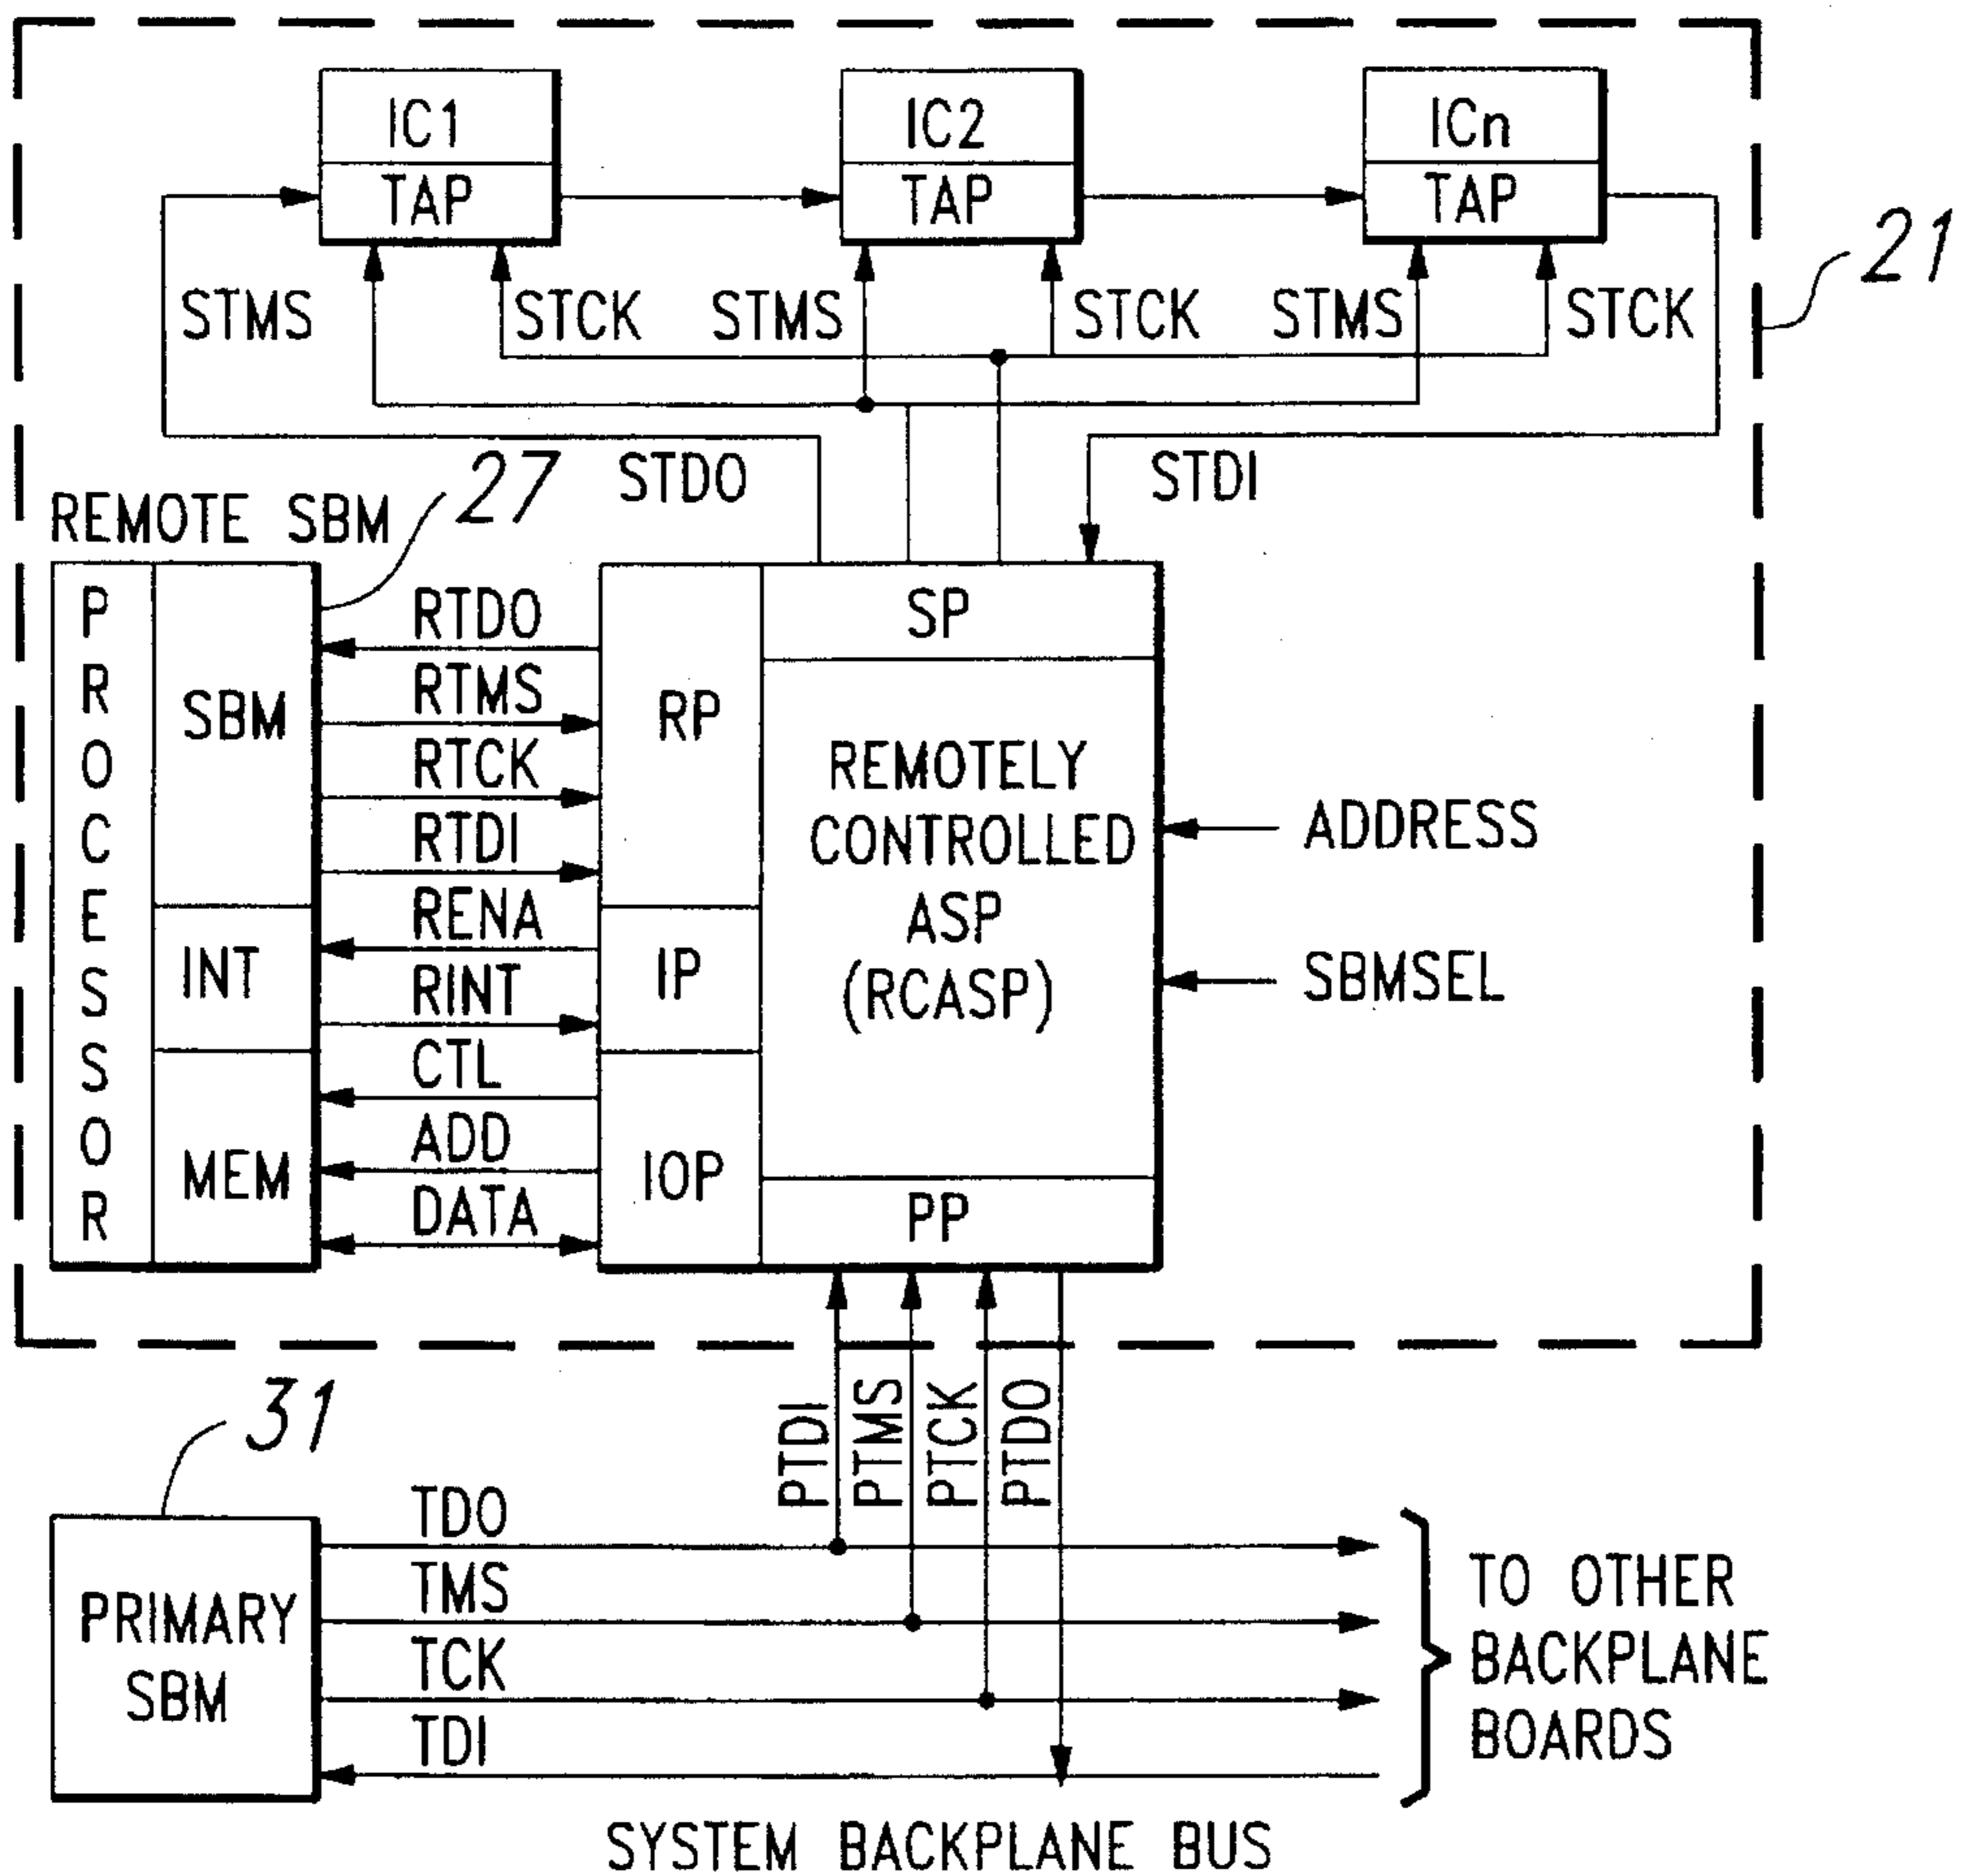 IC1
IC2
ICn
TAP
TAP
TAP
21
STMS
STCK
STMS
STCK
STMS
STCK
STDO
STDI
27
REMOTE SBM
PROCESSOR
SBM
INT
MEM
RTDO
RTMS
RTCK
RTDI
RENA
RINT
CTL
ADD
DATA
RP
IP
IOP
SP
REMOTELY
CONTROLLED
ASP
(RCASP)
PP
ADDRESS
SBMSEL
PTDI
PTMS
PTCK
PTDO
31
PRIMARY
SBM
TDO
TMS
TCK
TDI
TO OTHER
BACKPLANE
BOARDS
SYSTEM BACKPLANE BUS